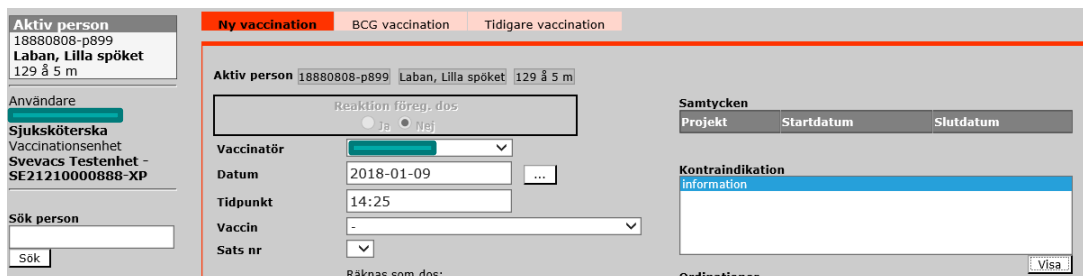 Aktiv person
18880808-p899
Laban, Lilla spöket
129 å 5 m
Användare
Sjuksköterska
Vaccinationsenhet
Svevacs Testenhet -
SE21210000888-XP
Sök person
Sök
Ny vaccination BCG vaccination Tidigare vaccination
Aktiv person 18880808-p899 Laban, Lilla spöket 129 å 5 m
Reaktion föreg. dos
Ja Nej
Vaccinatör
Datum 2018-01-09 ...
Tidpunkt 14:25
Vaccin -
Sats nr
Räknas som dos:
Samtycken
Projekt Startdatum Slutdatum
Kontraindikation
information
Visa
Ordinationer